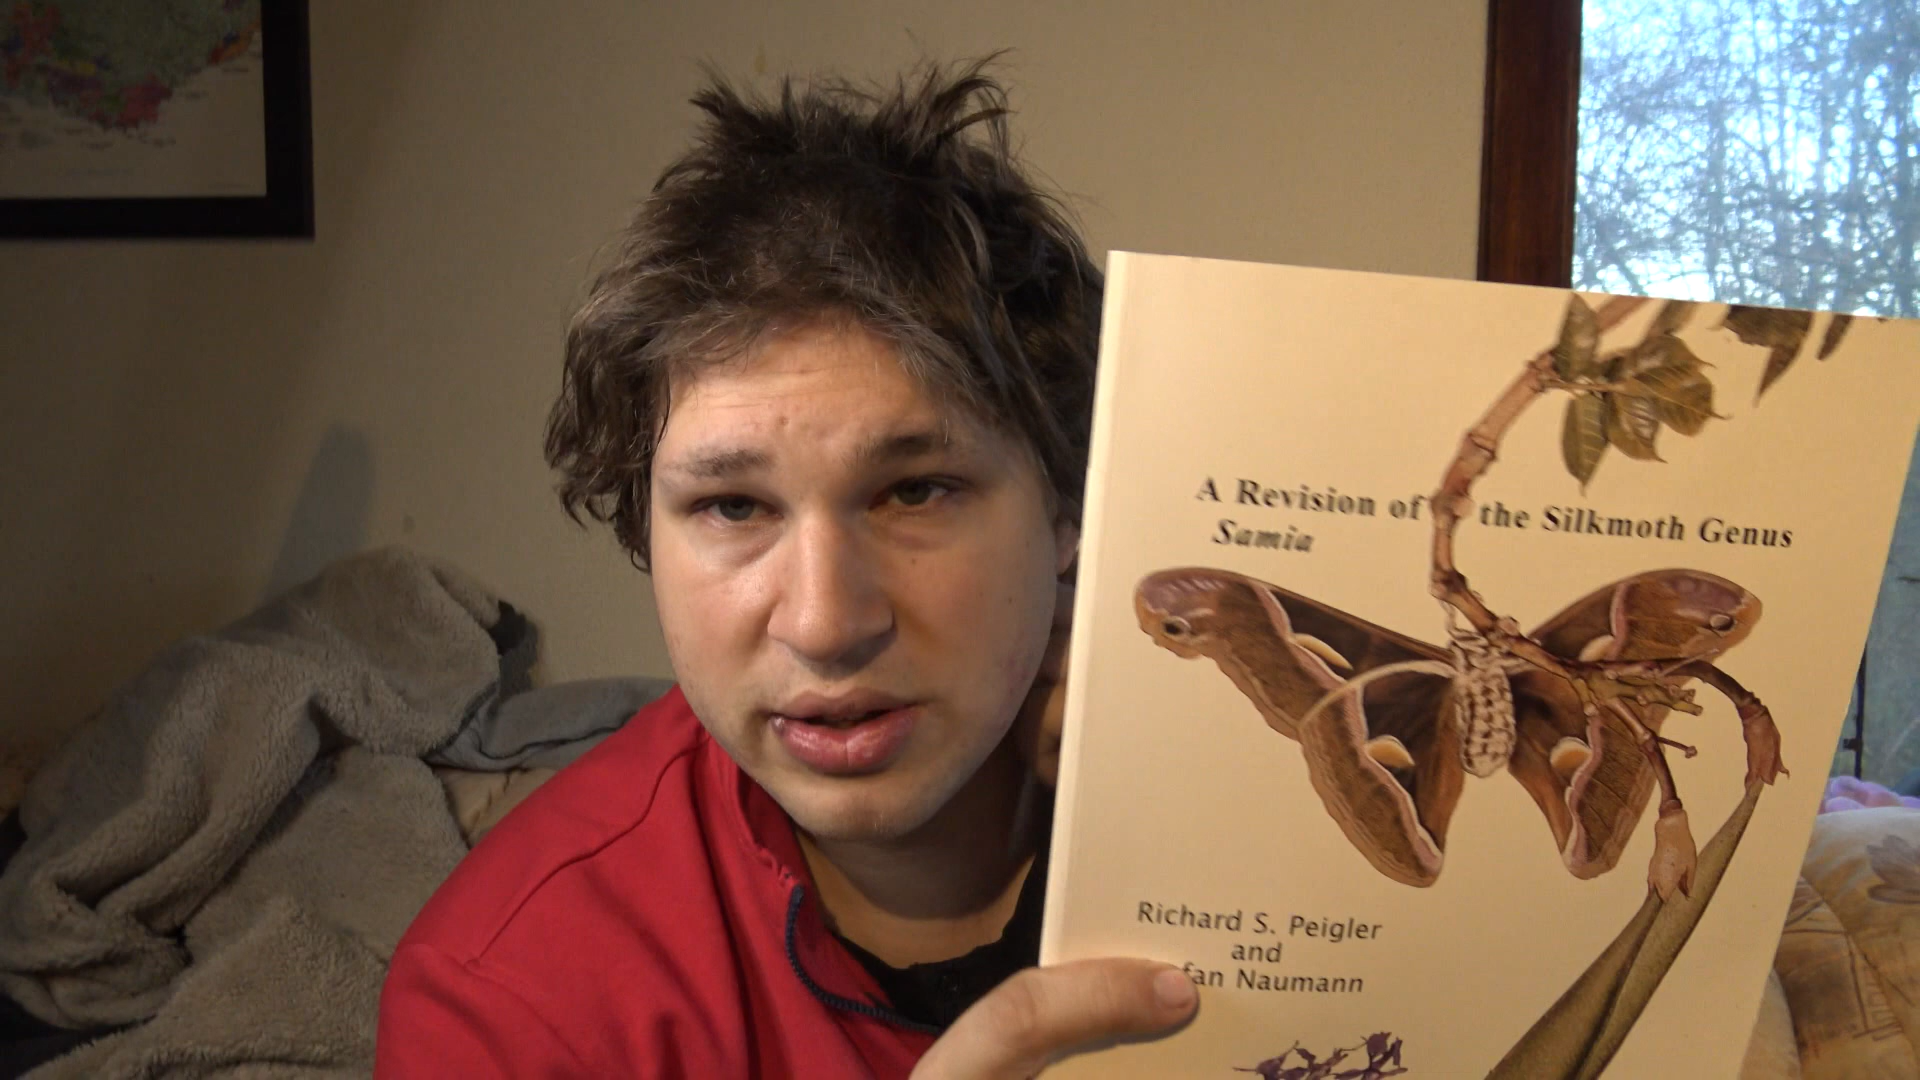 A Revision of the Silkmoth Genus
Samia
Richard S. Peigler
and
fan Naumann